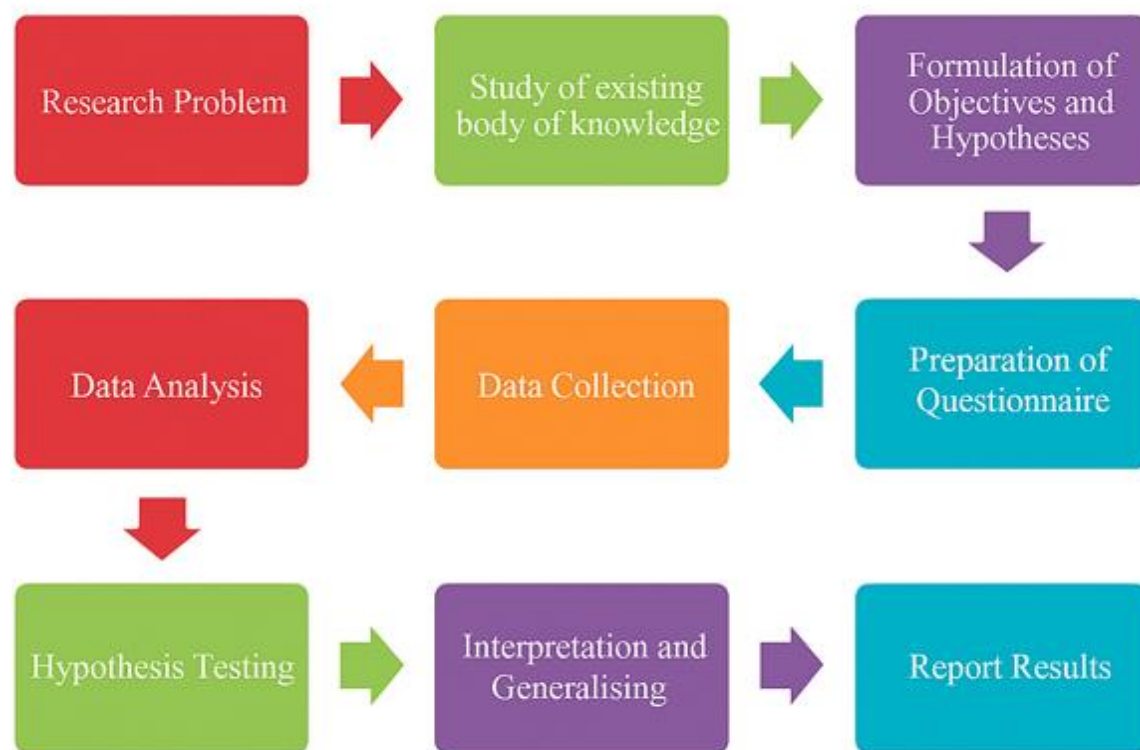 Research Problem
Study of existing
body of knowledge
Formulation of
Objectives and
Hypotheses
Preparation of
Questionnaire
Data Collection
Data Analysis
Hypothesis Testing
Interpretation and
Generalising
Report Results